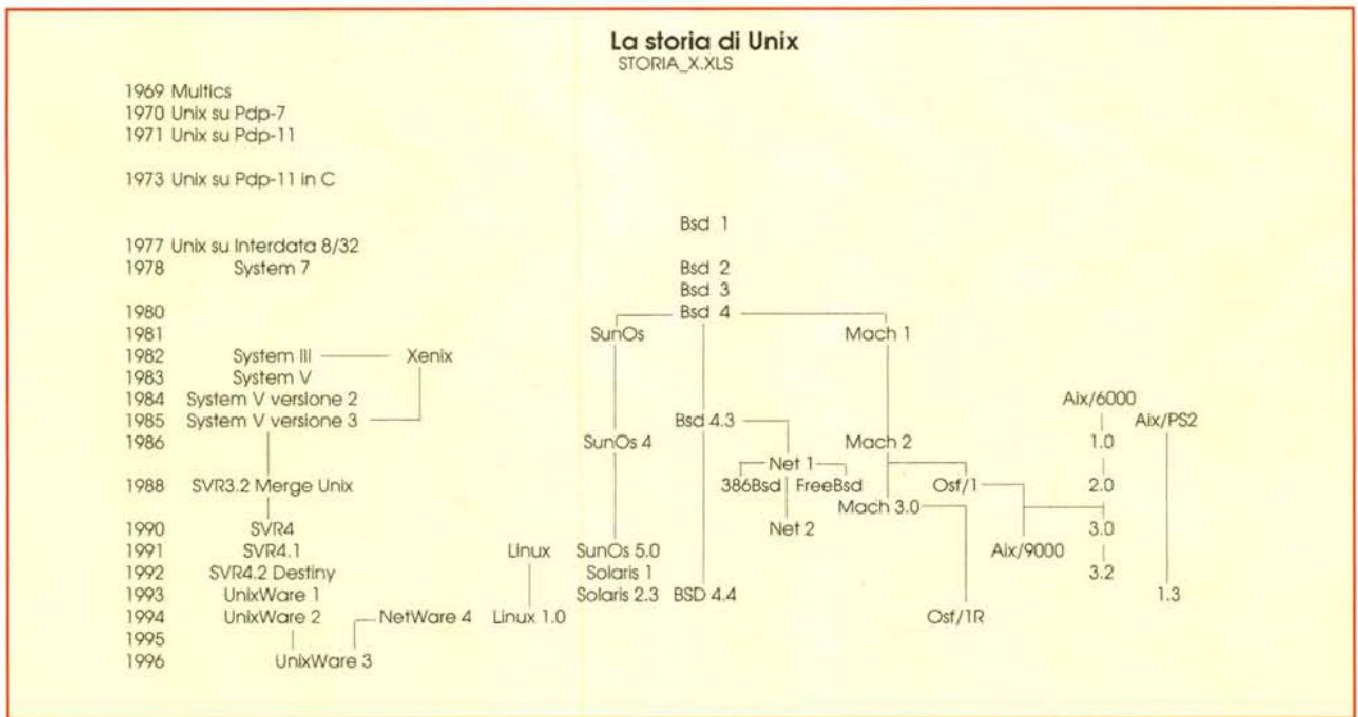 La storia di Unix
STORIA_X.XLS
1969 Multics
1970 Unix su Pdp-7
1971 Unix su Pdp-11
1973 Unix su Pdp-11 in C
Bsd 1
1977 Unix su Interdata 8/32
1978 System 7 Bsd 2
Bsd 3
1980 Bsd 4
1981 SunOs Mach 1
1982 System III Xenix
1983 System V
1984 System V versione 2 Aix/6000
1985 System V versione 3 Bsd 4.3 Aix/PS2
1986 SunOs 4 Mach 2 1.0
Net 1
1988 SVR3.2 Merge Unix 386Bsd FreeBsd Osf/1 2.0
Mach 3.0
1990 SVR4 Net 2 3.0
1991 SVR4.1 Linux SunOs 5.0 Aix/9000
1992 SVR4.2 Destiny Solaris 1 3.2
1993 UnixWare 1 Solaris 2.3 BSD 4.4 1.3
1994 UnixWare 2 NetWare 4 Linux 1.0 Osf/1R
1995
1996 UnixWare 3